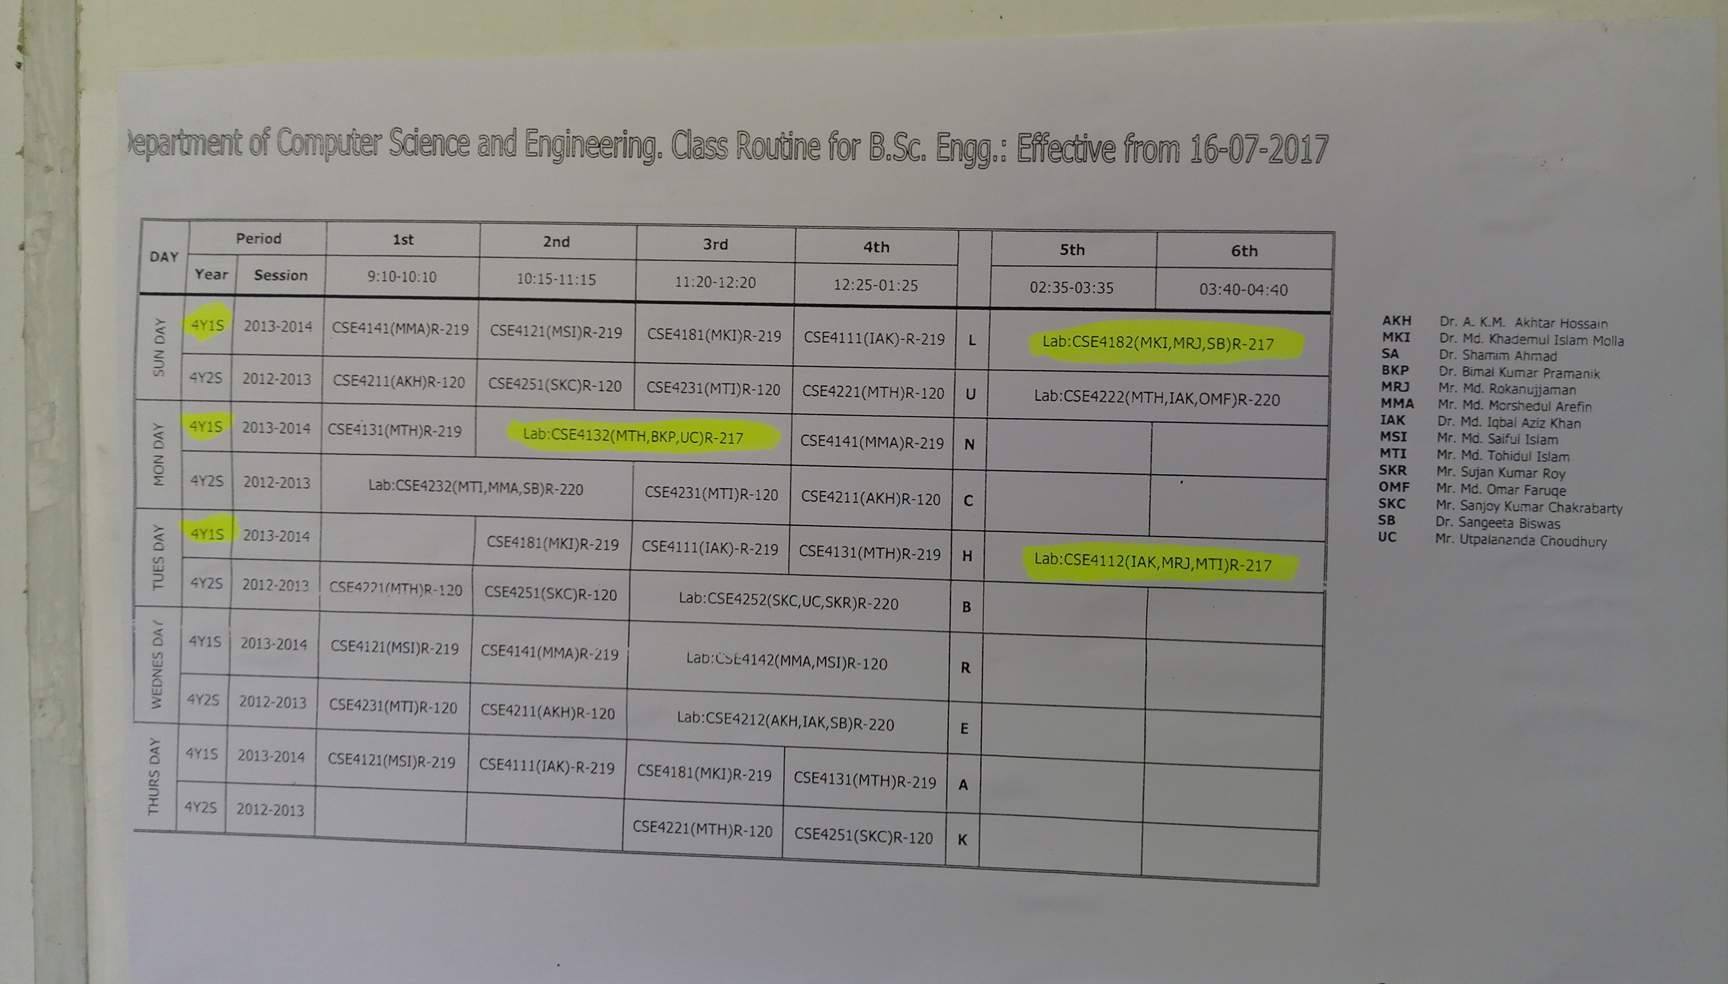 Department of Computer Science and Engineering. Class Routine for B.Sc. Engg.: Effective from 16-07-2017
DAY Period 1st 2nd 3rd 4th 5th 6th
Year Session 9:10-10:10 10:15-11:15 11:20-12:20 12:25-01:25 02:35-03:35 03:40-04:40
SUN DAY 4Y1S 2013-2014 CSE4141(MMA)R-219 CSE4121(MSI)R-219 CSE4181(MKI)R-219 CSE4111(IAK)-R-219 L Lab:CSE4182(MKI,MRJ,SB)R-217
4Y2S 2012-2013 CSE4211(AKH)R-120 CSE4251(SKC)R-120 CSE4231(MTI)R-120 CSE4221(MTH)R-120 U Lab:CSE4222(MTH,IAK,OMF)R-220
MON DAY 4Y1S 2013-2014 CSE4131(MTH)R-219 Lab:CSE4132(MTH,BKP,UC)R-217 CSE4141(MMA)R-219 N
4Y2S 2012-2013 Lab:CSE4232(MTI,MMA,SB)R-220 CSE4231(MTI)R-120 CSE4211(AKH)R-120 C
TUES DAY 4Y1S 2013-2014 CSE4181(MKI)R-219 CSE4111(IAK)-R-219 CSE4131(MTH)R-219 H Lab:CSE4112(IAK,MRJ,MTI)R-217
4Y2S 2012-2013 CSE4221(MTH)R-120 CSE4251(SKC)R-120 Lab:CSE4252(SKC,UC,SKR)R-220 B
WEDNES DAY 4Y1S 2013-2014 CSE4121(MSI)R-219 CSE4141(MMA)R-219 Lab:CSE4142(MMA,MSI)R-120 R
4Y2S 2012-2013 CSE4231(MTI)R-120 CSE4211(AKH)R-120 Lab:CSE4212(AKH,IAK,SB)R-220 E
THURS DAY 4Y1S 2013-2014 CSE4121(MSI)R-219 CSE4111(IAK)-R-219 CSE4181(MKI)R-219 CSE4131(MTH)R-219 A
4Y2S 2012-2013 CSE4221(MTH)R-120 CSE4251(SKC)R-120 K
AKH Dr. A. K.M. Akhtar Hossain
MKI Dr. Md. Khademul Islam Molla
SA Dr. Shamim Ahmad
BKP Dr. Bimal Kumar Pramanik
MRJ Mr. Md. Rokanujjaman
MMA Mr. Md. Morshedul Arefin
IAK Dr. Md. Iqbal Aziz Khan
MSI Mr. Md. Saiful Islam
MTI Mr. Md. Tohidul Islam
SKR Mr. Sujan Kumar Roy
OMF Mr. Md. Omar Faruqe
SKC Mr. Sanjoy Kumar Chakrabarty
SB Dr. Sangeeta Biswas
UC Mr. Utpalananda Choudhury